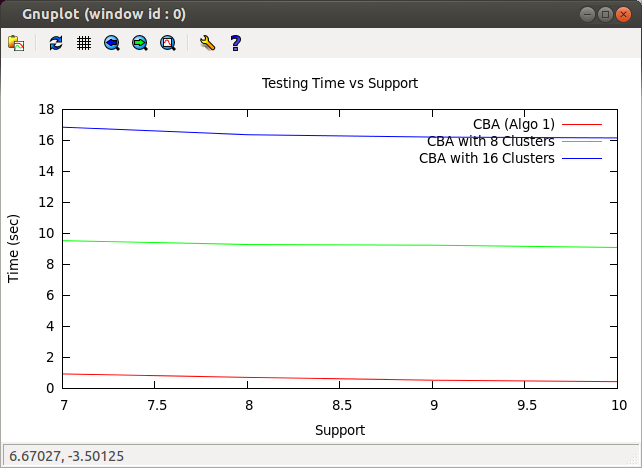 Gnuplot (window id : 0)
Testing Time vs Support
CBA (Algo 1)
CBA with 8 Clusters
CBA with 16 Clusters
Time (sec)
18
16
14
12
10
8
6
4
2
0
7 7.5 8 8.5 9 9.5 10
Support
6.67027, -3.50125